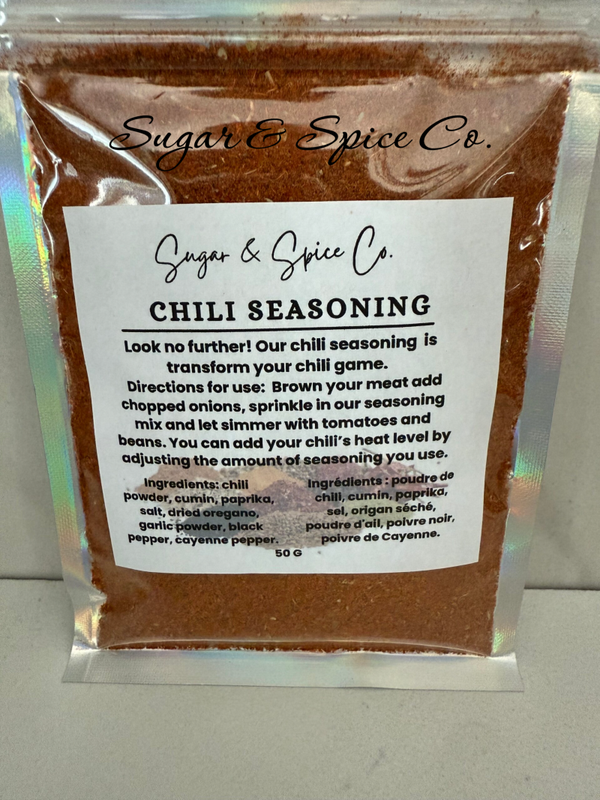 Sugar & Spice Co.
Sugar & Spice Co.
CHILI SEASONING
Look no further! Our chili seasoning is
transform your chili game.
Directions for use: Brown your meat add
chopped onions, sprinkle in our seasoning
mix and let simmer with tomatoes and
beans. You can add your chili's heat level by
adjusting the amount of seasoning you use.
Ingredients: chili
powder, cumin, paprika,
salt, dried oregano,
garlic powder, black
pepper, cayenne pepper.
Ingrédients : poudre de
chili, cumin, paprika,
sel, origan séché,
poudre d'ail, poivre noir,
poivre de Cayenne.
50 G